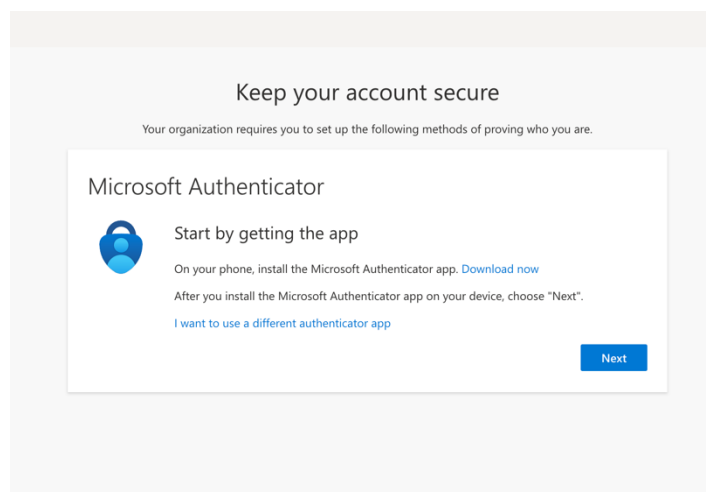 Keep your account secure
Your organization requires you to set up the following methods of proving who you are.
Microsoft Authenticator
Start by getting the app
On your phone, install the Microsoft Authenticator app. Download now
After you install the Microsoft Authenticator app on your device, choose "Next".
I want to use a different authenticator app
Next